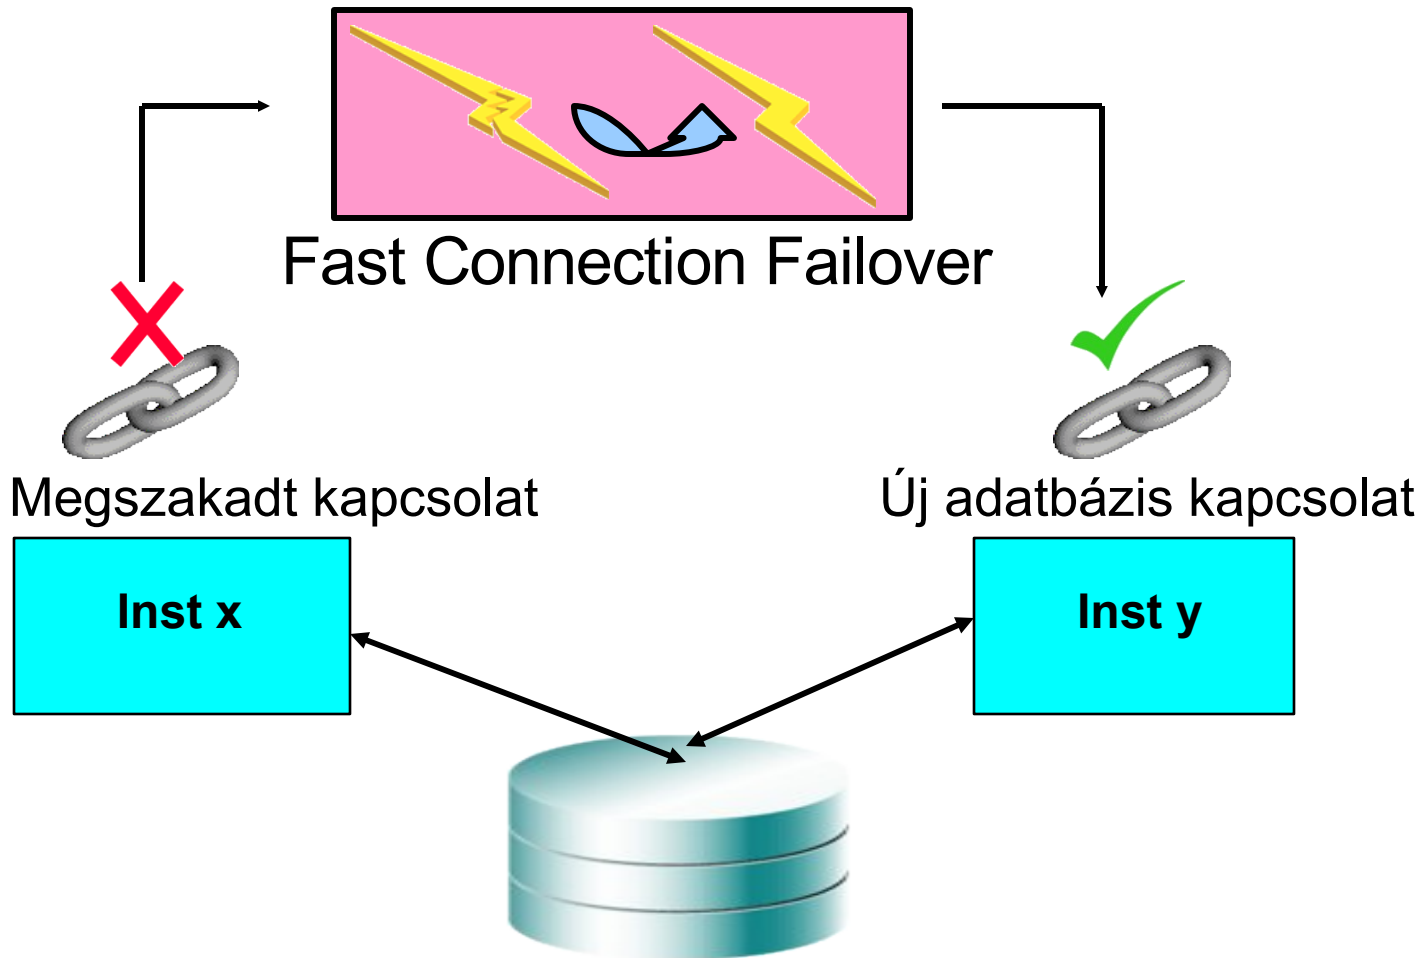 Fast Connection Failover
Megszakadt kapcsolat
Új adatbázis kapcsolat
Inst x
Inst y